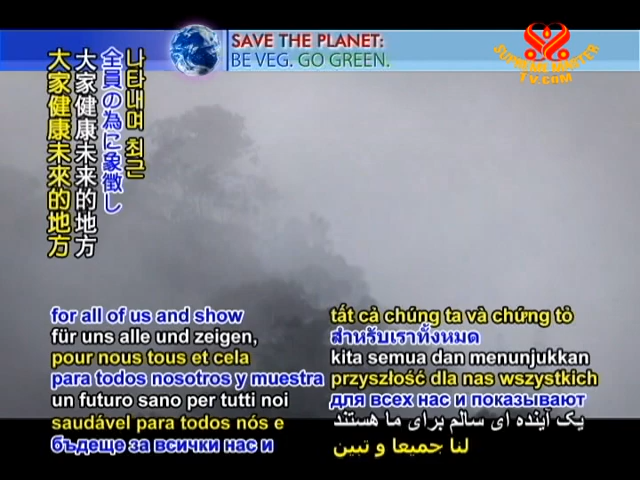 SAVE THE PLANET:
BE VEG. GO GREEN.
SUPREME MASTER
TV.COM
나타내며 최근
全員の為に象徴し
大家健康未来的地方
大家健康未來的地方
for all of us and show
für uns alle und zeigen,
pour nous tous et cela
para todos nosotros y muestra
un futuro sano per tutti noi
saudável para todos nós e
бъдеще за всички нас и
tất cả chúng ta và chứng tỏ
สำหรับเราทั้งหมด
kita semua dan menunjukkan
przyszłość dla nas wszystkich
для всех нас и показывают
یک آینده ای سالم برای ما هستند
لنا جميعا و تبين